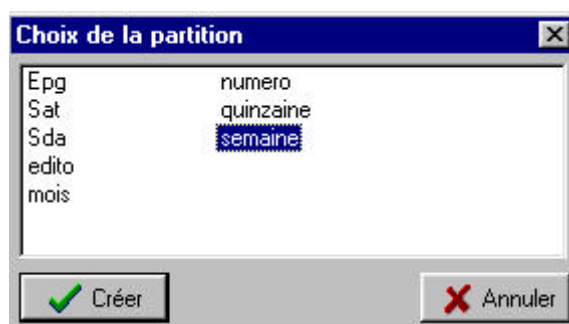 Choix de la partition
Epg numero
Sat quinzaine
Sda semaine
edito
mois
Créer Annuler